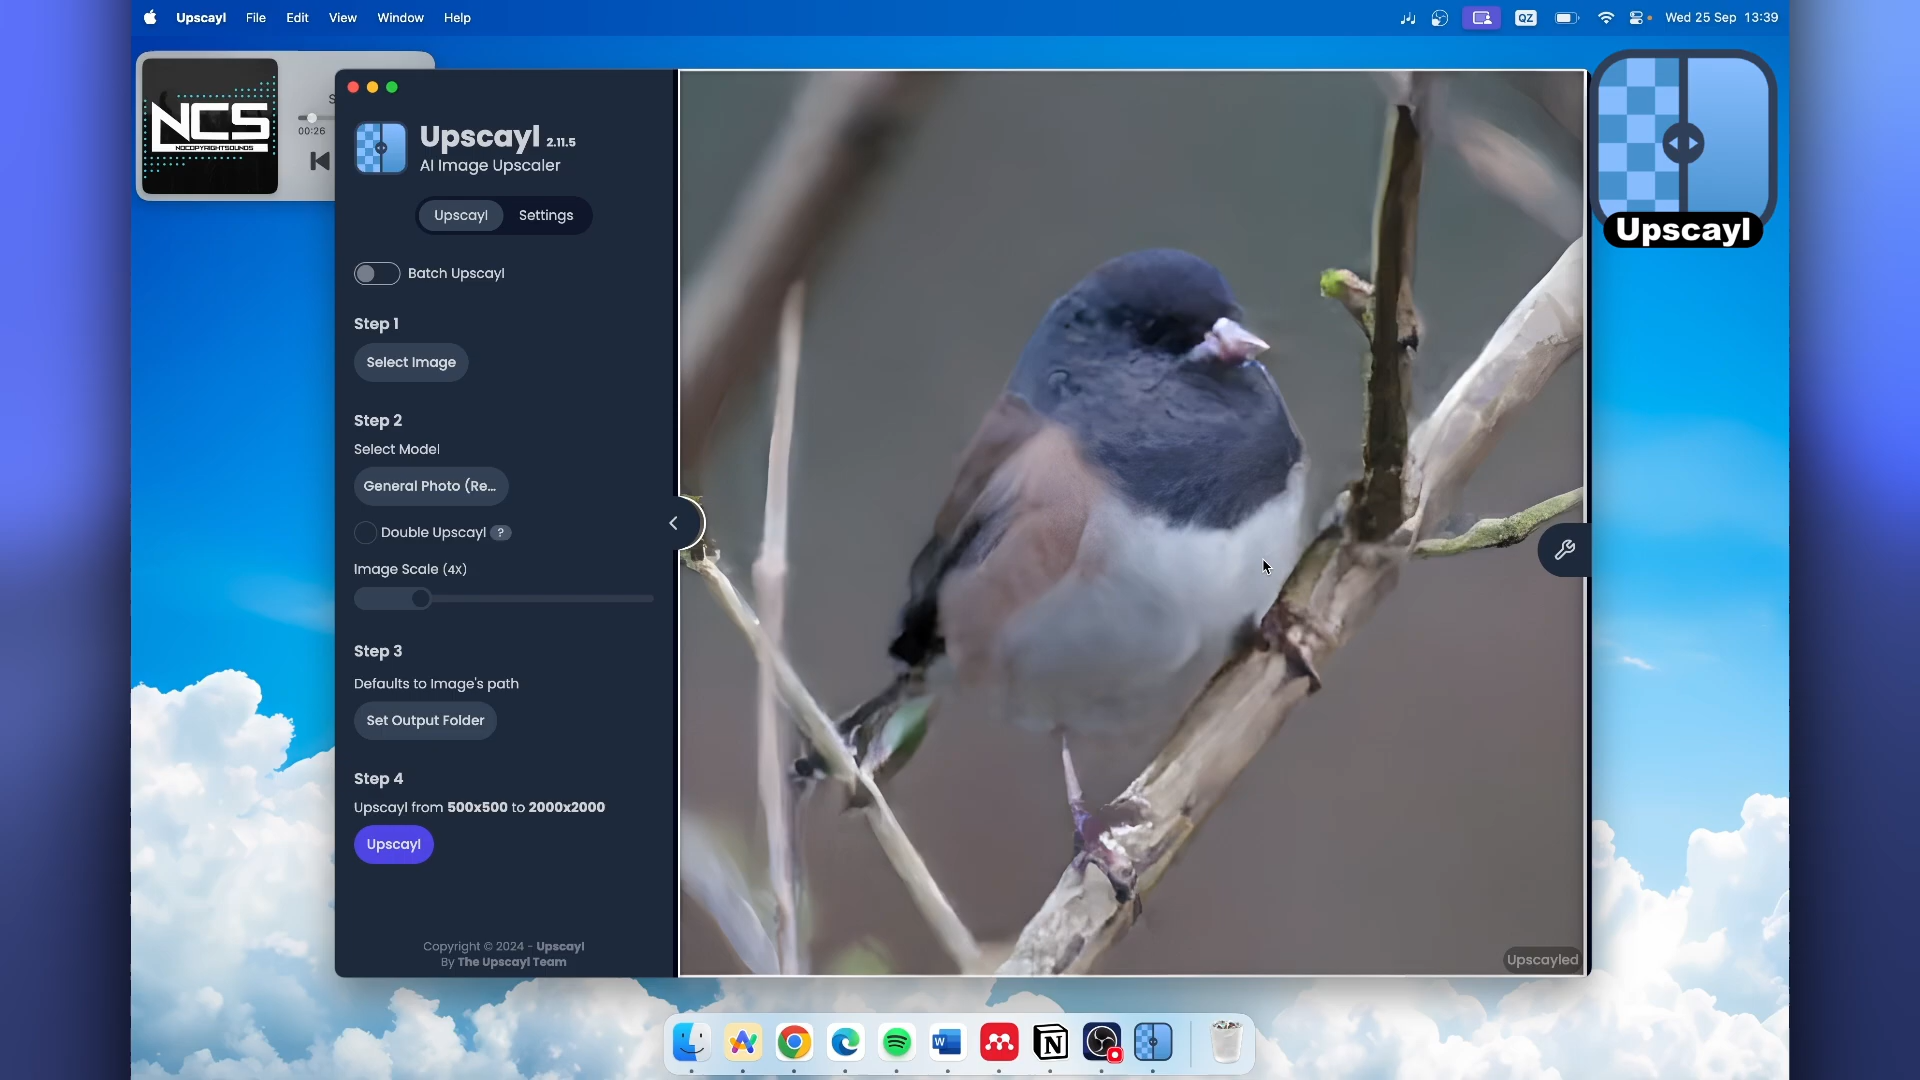 Upscayl File Edit View Window Help
QZ Wed 25 Sep 13:39
NCS
NOCOPYRIGHTSOUNDS
S
00:26
Upscayl 2.11.5
AI Image Upscaler
Upscayl Settings
Batch Upscayl
Step 1
Select Image
Step 2
Select Model
General Photo (Re...
Double Upscayl ?
Image Scale (4x)
Step 3
Defaults to Image's path
Set Output Folder
Step 4
Upscayl from 500x500 to 2000x2000
Upscayl
Copyright © 2024 - Upscayl
By The Upscayl Team
Upscayled
Upscayl
W
N